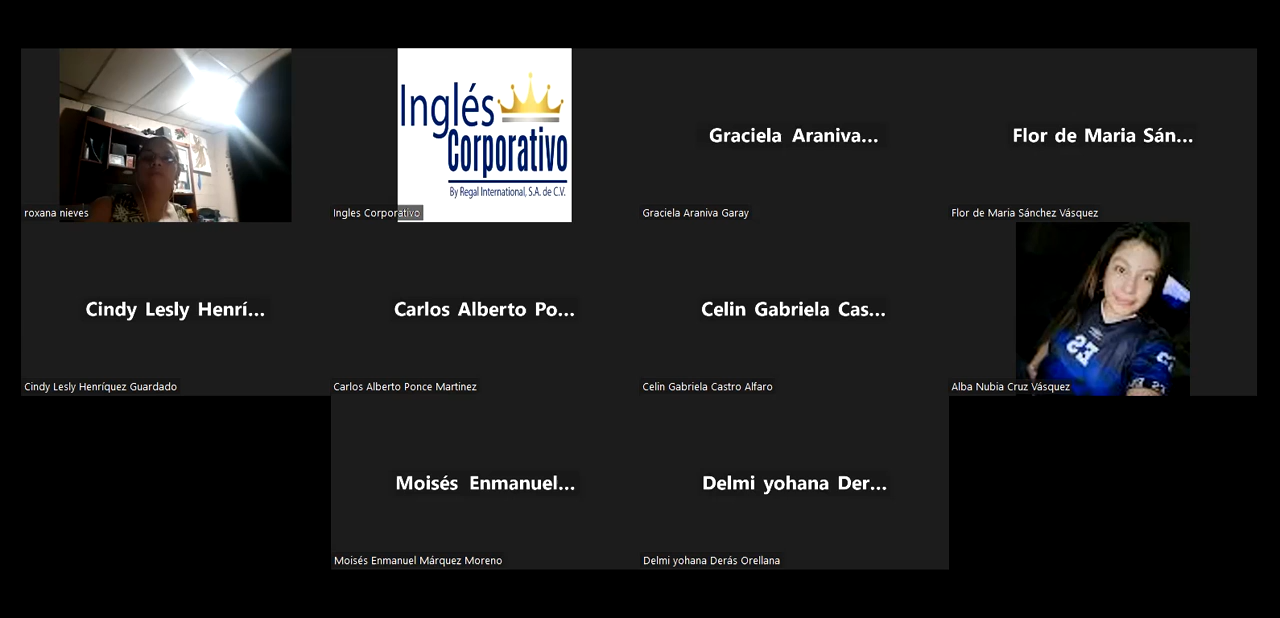 Inglés
Corporativo
By Regal International, S.A. de C.V.
Graciela Araniva...
Flor de Maria Sán...
roxana nieves
Ingles Corporativo
Graciela Araniva Garay
Flor de Maria Sánchez Vásquez
Cindy Lesly Henrí...
Carlos Alberto Po...
Celin Gabriela Cas...
23
23
Cindy Lesly Henríquez Guardado
Carlos Alberto Ponce Martinez
Celin Gabriela Castro Alfaro
Alba Nubia Cruz Vásquez
Moisés Enmanuel...
Delmi yohana Der...
Moisés Enmanuel Márquez Moreno
Delmi yohana Derás Orellana